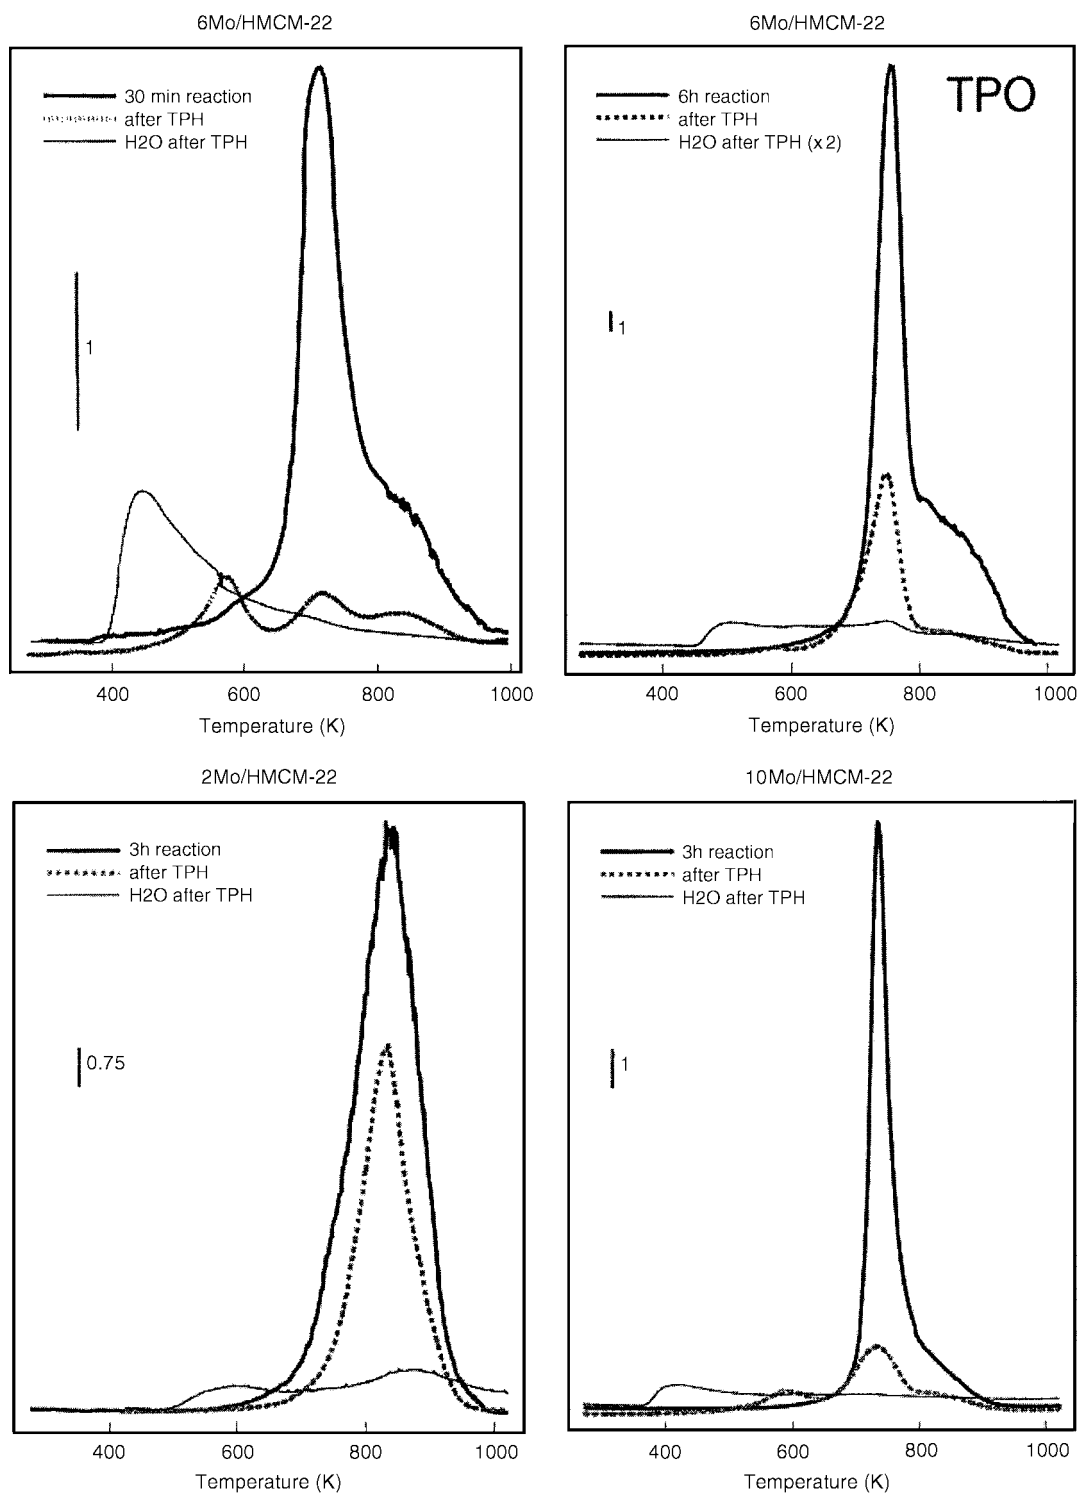 6Mo/HMCM-22
30 min reaction
after TPH
H2O after TPH
1
400 600 800 1000
Temperature (K)
6Mo/HMCM-22
TPO
6h reaction
after TPH
H2O after TPH (x2)
1
400 600 800 1000
Temperature (K)
2Mo/HMCM-22
3h reaction
after TPH
H2O after TPH
0.75
400 600 800 1000
Temperature (K)
10Mo/HMCM-22
3h reaction
after TPH
H2O after TPH
1
400 600 800 1000
Temperature (K)